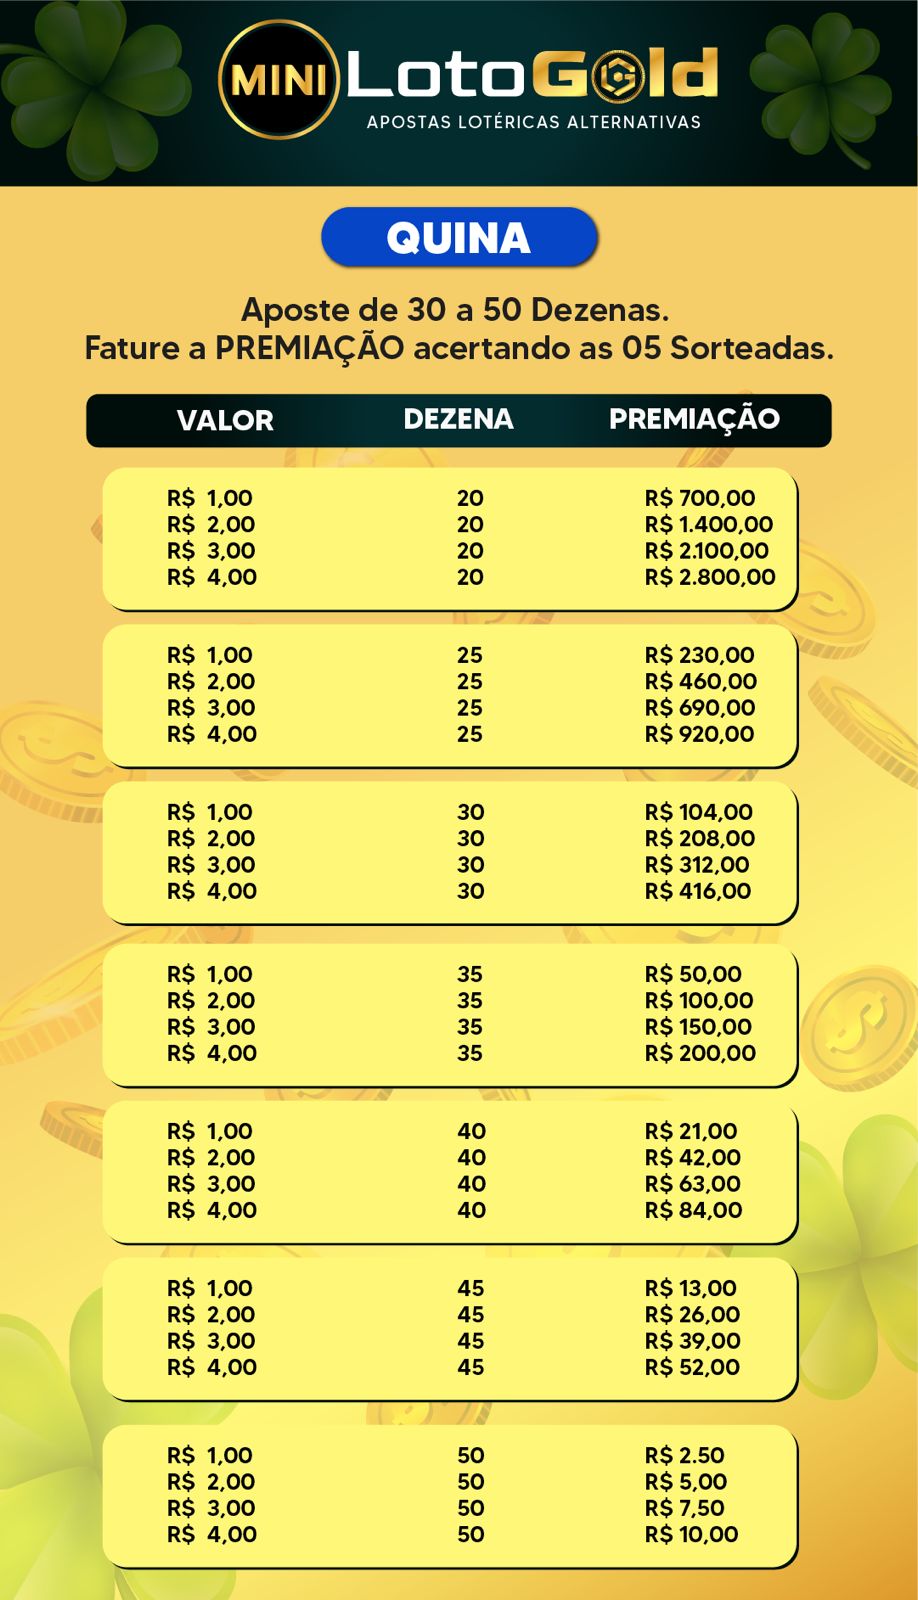 MINI LotoGold
APOSTAS LOTÉRICAS ALTERNATIVAS
QUINA
Aposte de 30 a 50 Dezenas.
Fature a PREMIAÇÃO acertando as 05 Sorteadas.
VALOR DEZENA PREMIAÇÃO
R$ 1,00 20 R$ 700,00
R$ 2,00 20 R$ 1.400,00
R$ 3,00 20 R$ 2.100,00
R$ 4,00 20 R$ 2.800,00
R$ 1,00 25 R$ 230,00
R$ 2,00 25 R$ 460,00
R$ 3,00 25 R$ 690,00
R$ 4,00 25 R$ 920,00
R$ 1,00 30 R$ 104,00
R$ 2,00 30 R$ 208,00
R$ 3,00 30 R$ 312,00
R$ 4,00 30 R$ 416,00
R$ 1,00 35 R$ 50,00
R$ 2,00 35 R$ 100,00
R$ 3,00 35 R$ 150,00
R$ 4,00 35 R$ 200,00
R$ 1,00 40 R$ 21,00
R$ 2,00 40 R$ 42,00
R$ 3,00 40 R$ 63,00
R$ 4,00 40 R$ 84,00
R$ 1,00 45 R$ 13,00
R$ 2,00 45 R$ 26,00
R$ 3,00 45 R$ 39,00
R$ 4,00 45 R$ 52,00
R$ 1,00 50 R$ 2.50
R$ 2,00 50 R$ 5,00
R$ 3,00 50 R$ 7,50
R$ 4,00 50 R$ 10,00